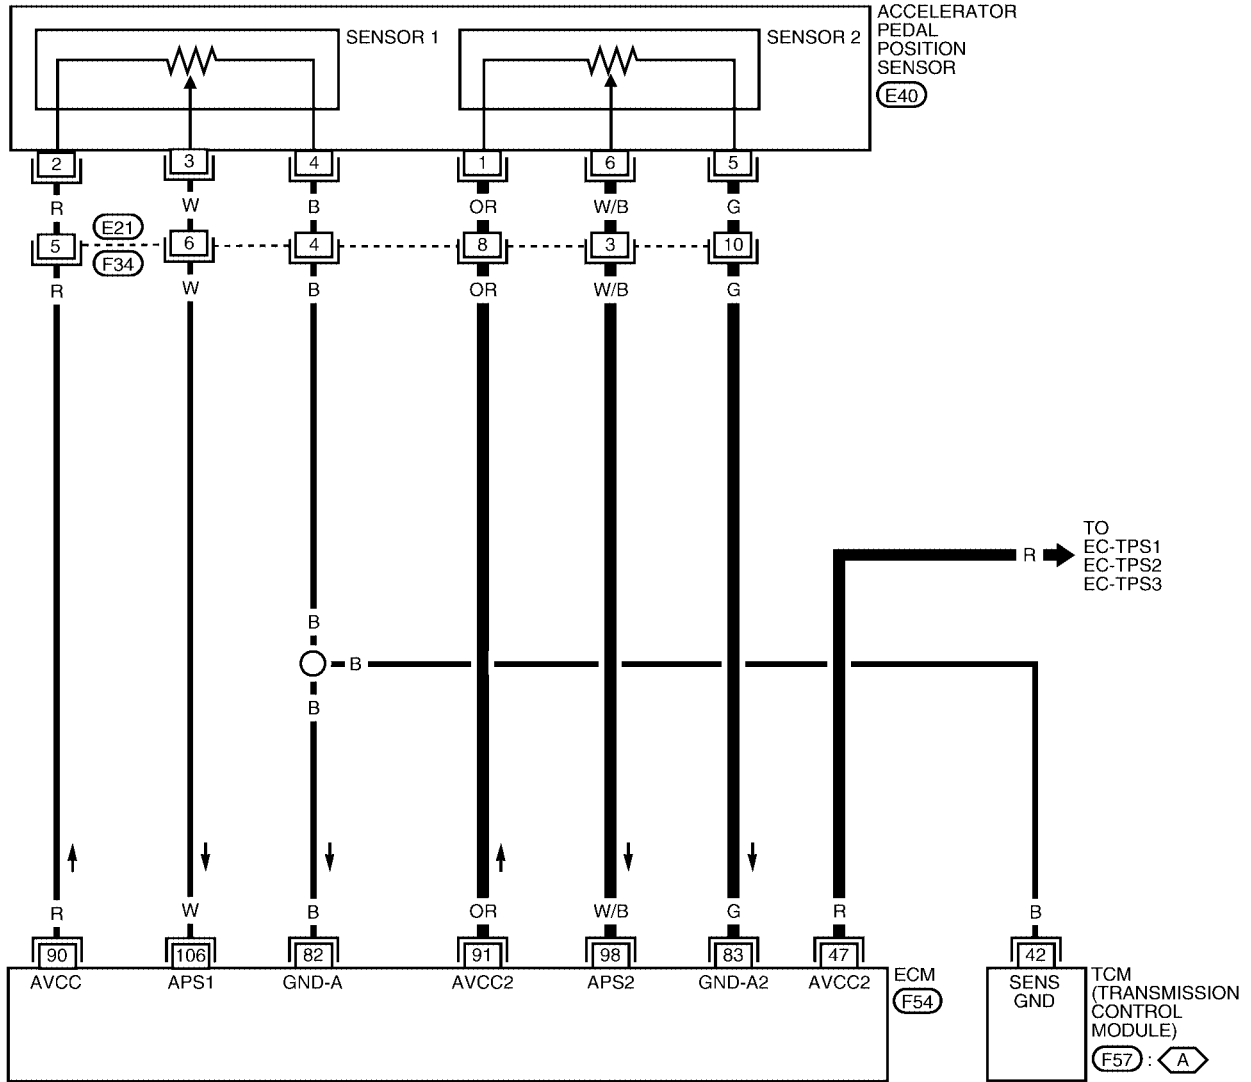 ACCELERATOR
PEDAL
POSITION
SENSOR
E40
SENSOR 1
SENSOR 2
2 3 4 1 6 5
R W B OR W/B G
E21
5 6 4 8 3 10
F34
R W B OR W/B G
TO
EC-TPS1
R EC-TPS2
EC-TPS3
B
B
B
R W B OR W/B G R B
90 106 82 91 98 83 47 42
AVCC APS1 GND-A AVCC2 APS2 GND-A2 AVCC2
ECM
F54
SENS
GND
TCM
(TRANSMISSION
CONTROL
MODULE)
F57 : A